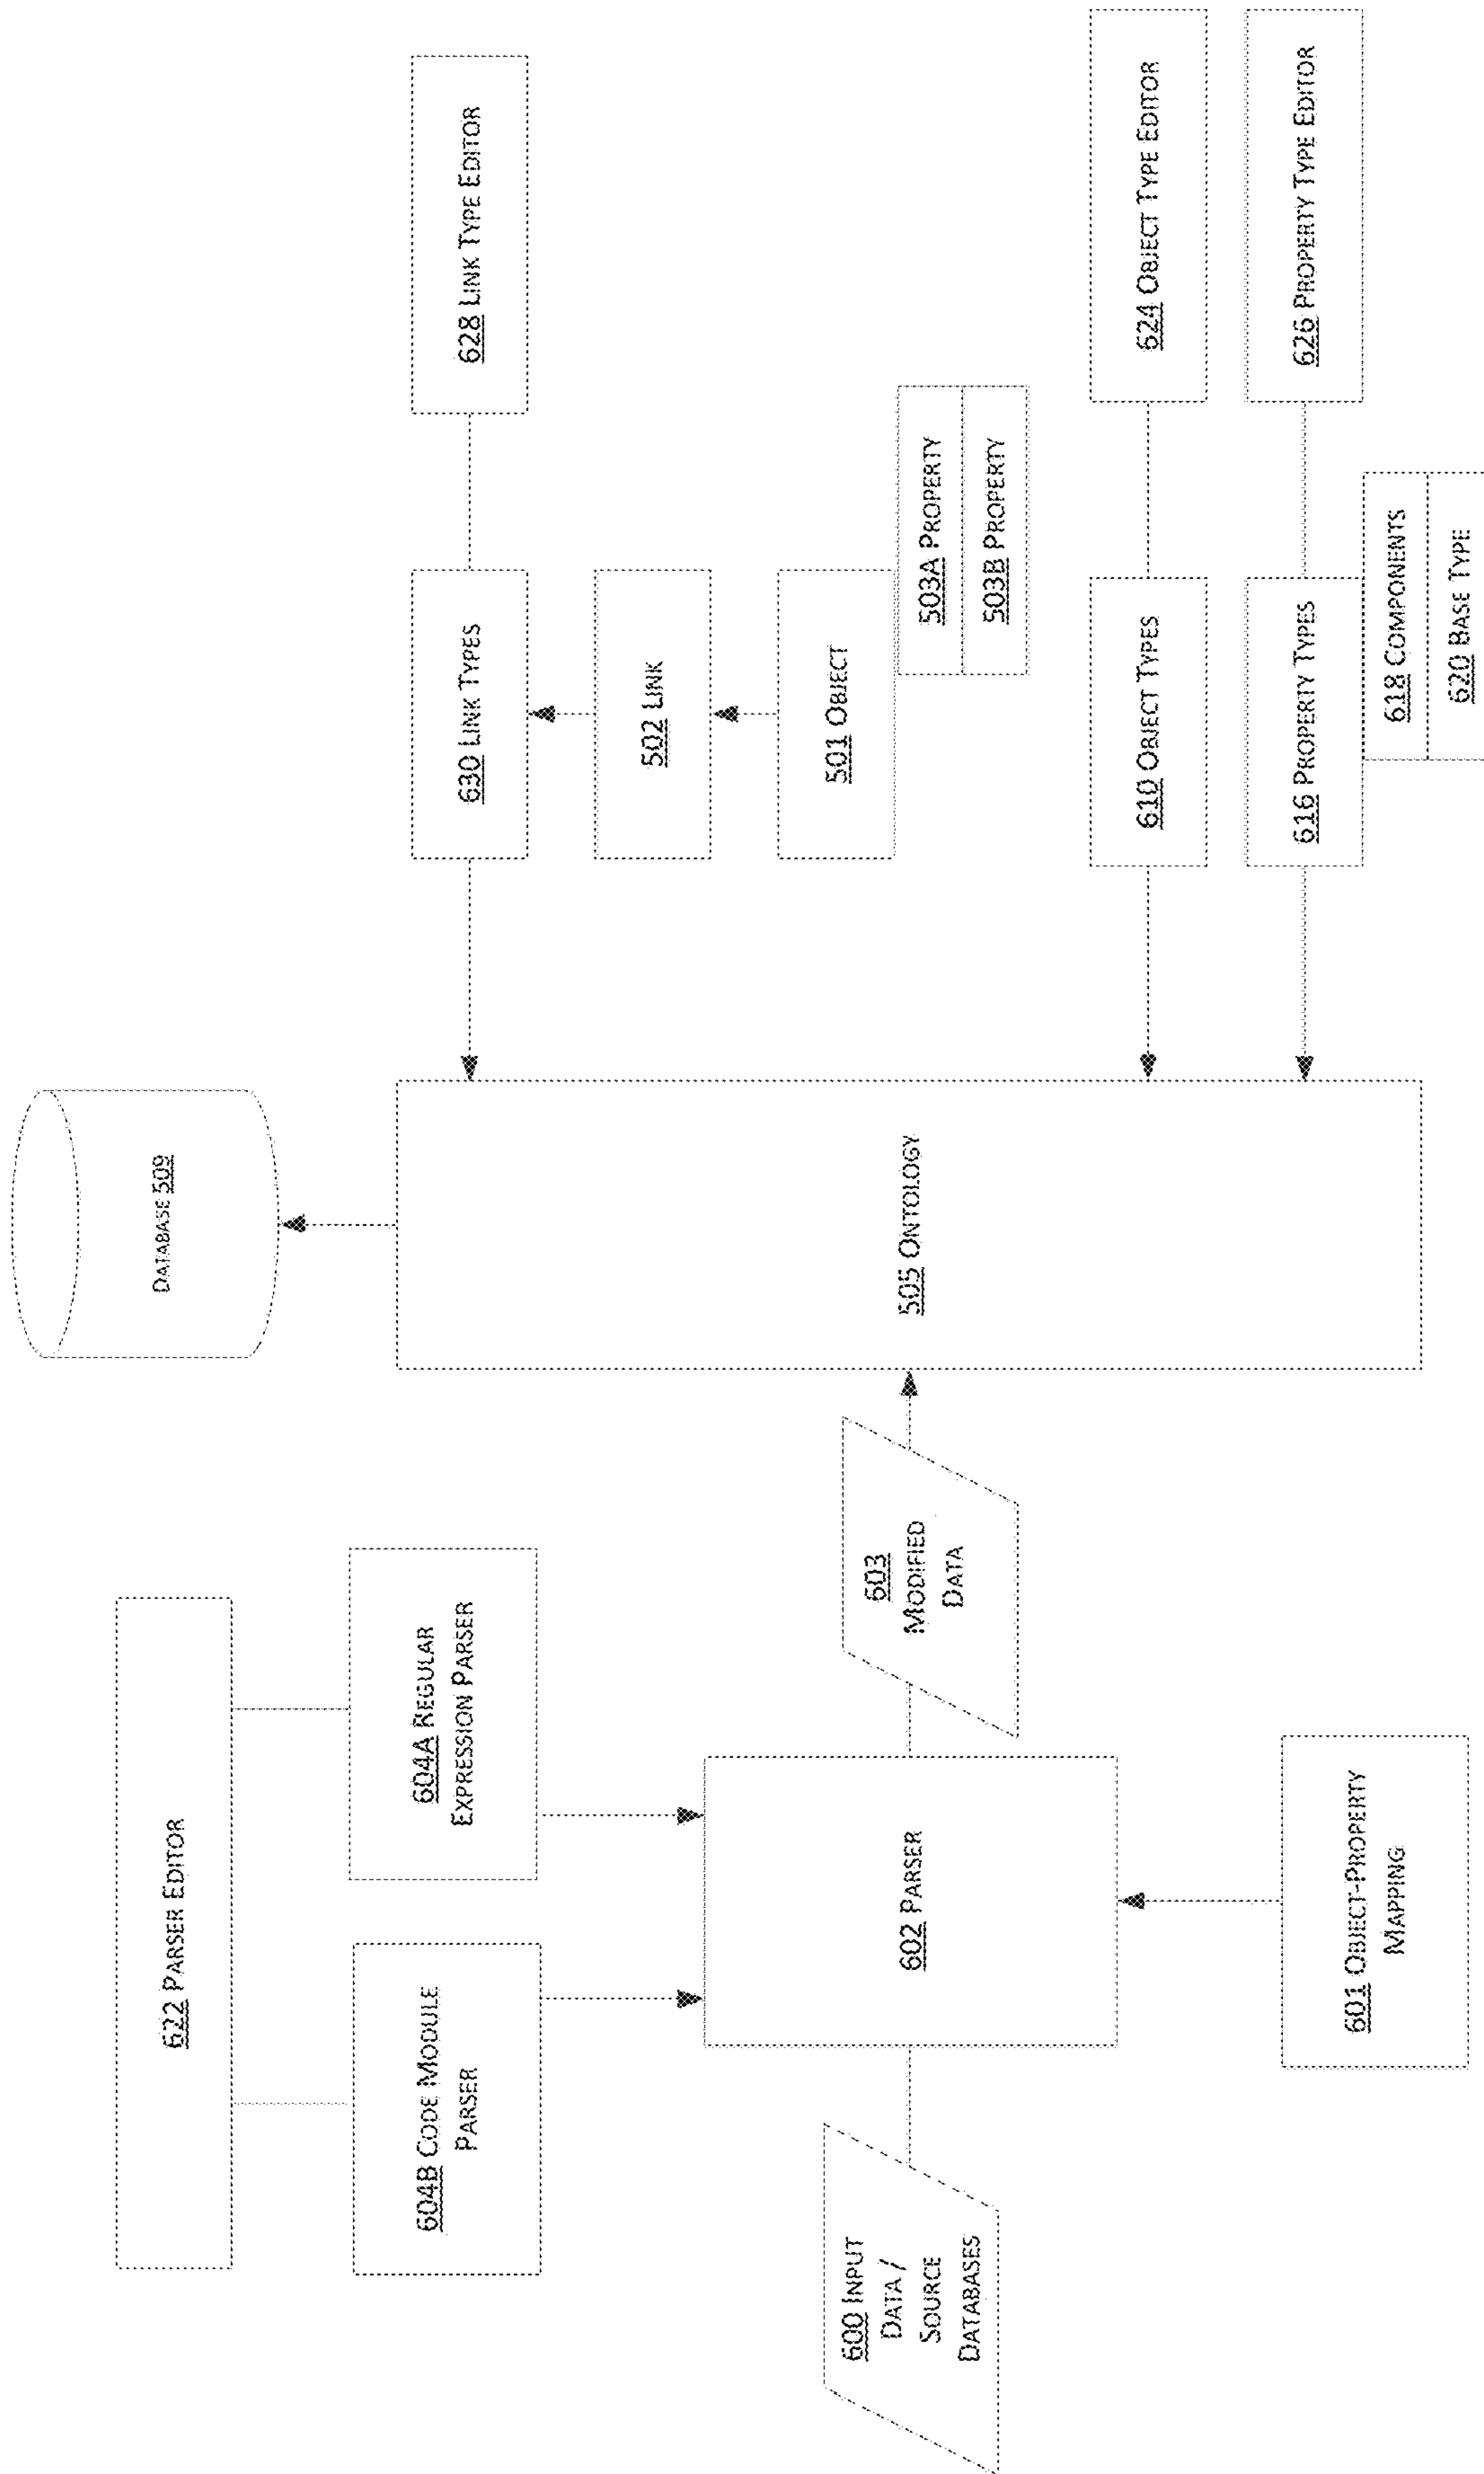 622 PARSER EDITOR
604B CODE MODULE
PARSER
604A REGULAR
EXPRESSION PARSER
600 INPUT
DATA /
SOURCE
DATABASES
602 PARSER
603
MODIFIED
DATA
601 OBJECT-PROPERTY
MAPPING
DATABASE 509
505 ONTOLOGY
630 LINK TYPES
628 LINK TYPE EDITOR
502 LINK
501 OBJECT
503A PROPERTY
503B PROPERTY
610 OBJECT TYPES
624 OBJECT TYPE EDITOR
616 PROPERTY TYPES
626 PROPERTY TYPE EDITOR
618 COMPONENTS
620 BASE TYPE